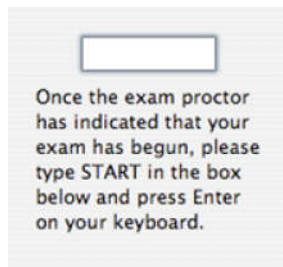 Once the exam proctor
has indicated that your
exam has begun, please
type START in the box
below and press Enter
on your keyboard.